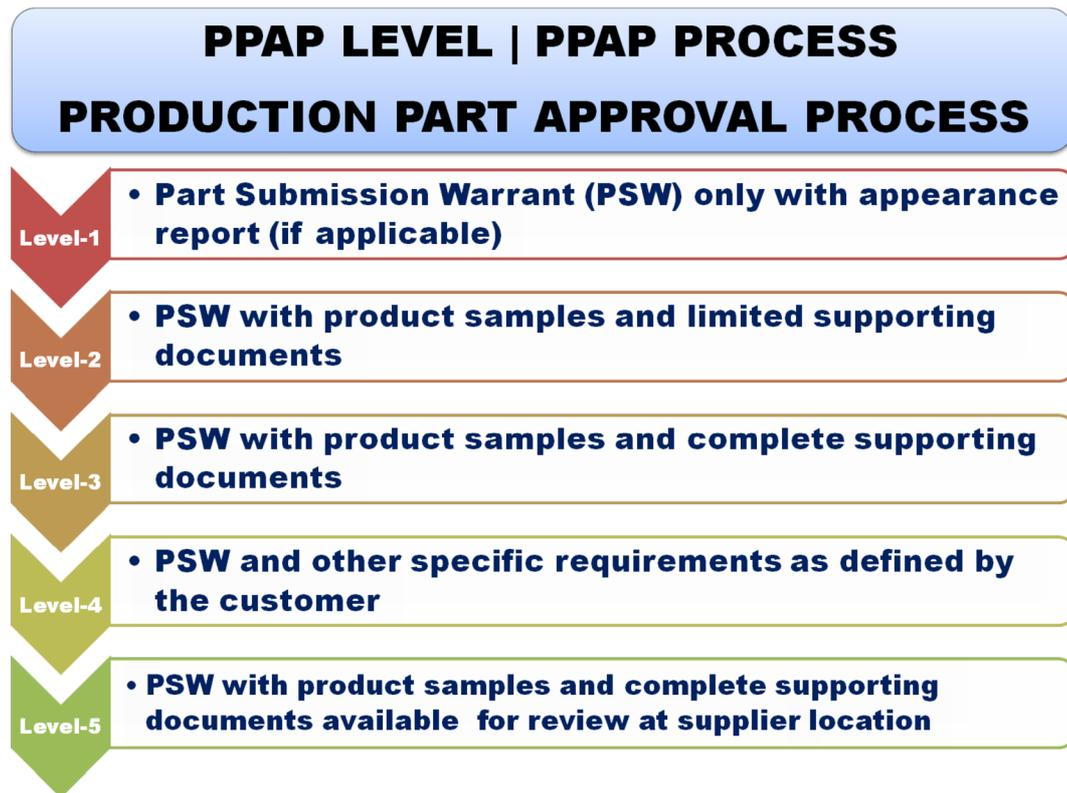 PPAP LEVEL | PPAP PROCESS
PRODUCTION PART APPROVAL PROCESS
Level-1
• Part Submission Warrant (PSW) only with appearance
report (if applicable)
Level-2
• PSW with product samples and limited supporting
documents
Level-3
• PSW with product samples and complete supporting
documents
Level-4
• PSW and other specific requirements as defined by
the customer
Level-5
• PSW with product samples and complete supporting
documents available for review at supplier location